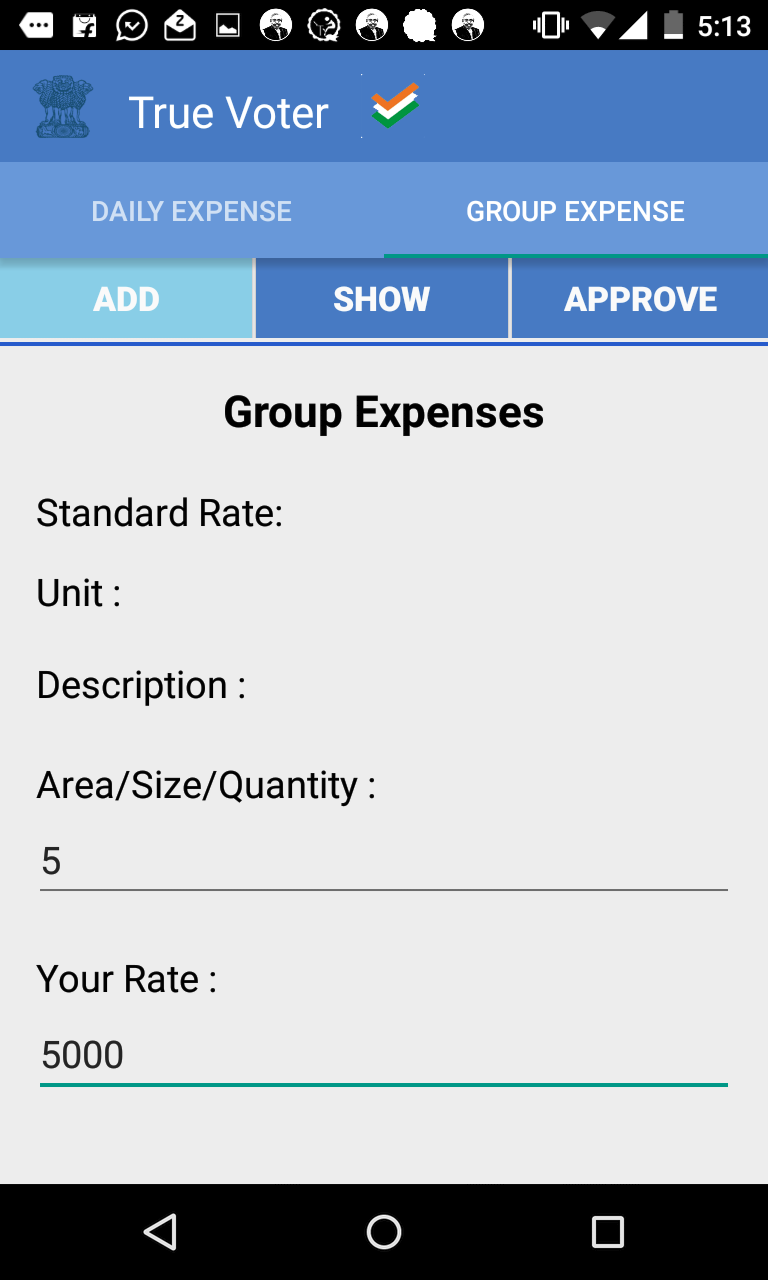 5:13
True Voter
DAILY EXPENSE
GROUP EXPENSE
ADD
SHOW
APPROVE
Group Expenses
Standard Rate:
Unit :
Description :
Area/Size/Quantity :
5
Your Rate :
5000